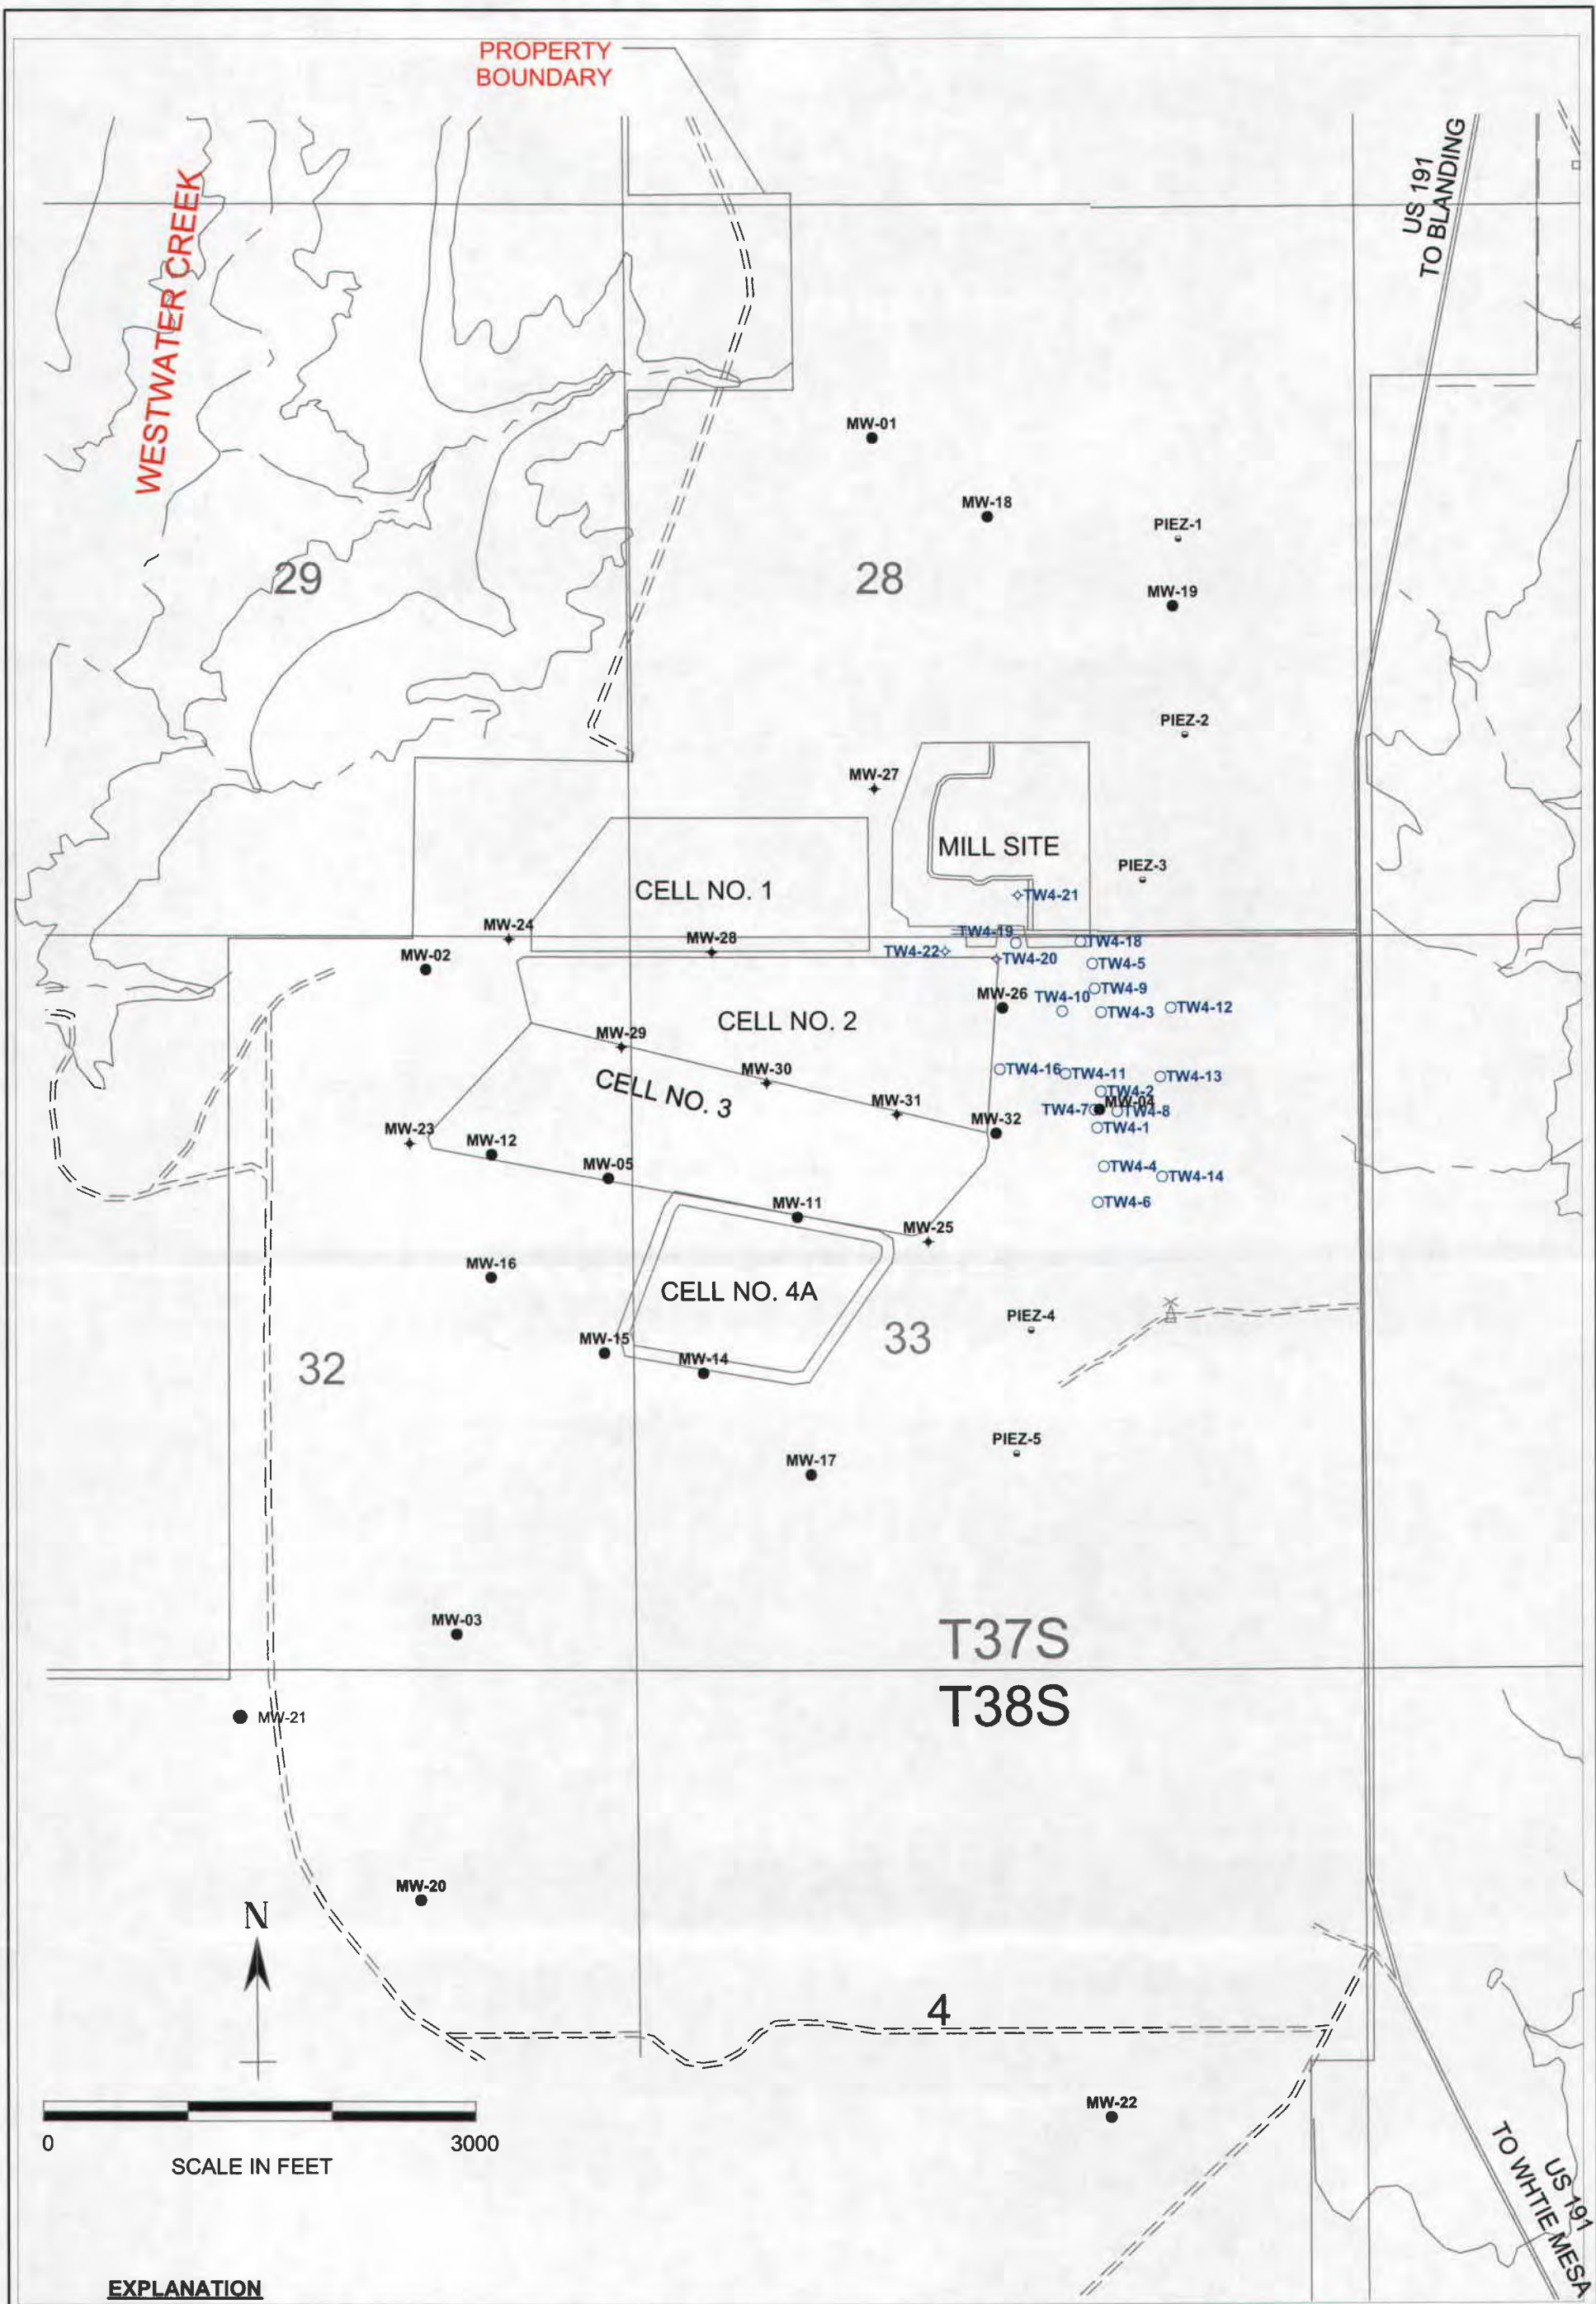 PROPERTY
BOUNDARY
US 191
TO BLANDING
WESTWATER CREEK
MW-01
MW-18
PIEZ-1
29
28
MW-19
PIEZ-2
MW-27
MILL SITE
PIEZ-3
CELL NO. 1
TW4-21
MW-24
MW-28
TW4-19
TW4-18
TW4-22
TW4-20
MW-02
TW4-5
TW4-9
MW-26
TW4-10
TW4-3
TW4-12
CELL NO. 2
MW-29
MW-30
TW4-16
TW4-11
TW4-13
CELL NO. 3
TW4-2
MW-31
TW4-7
MW-04
TW4-8
MW-32
TW4-1
MW-23
MW-12
MW-05
TW4-4
TW4-14
MW-11
TW4-6
MW-25
MW-16
CELL NO. 4A
PIEZ-4
33
MW-15
MW-14
32
PIEZ-5
MW-17
MW-03
T37S
T38S
MW-21
MW-20
N
4
MW-22
0
3000
SCALE IN FEET
US 191
TO WHTIE MESA
EXPLANATION